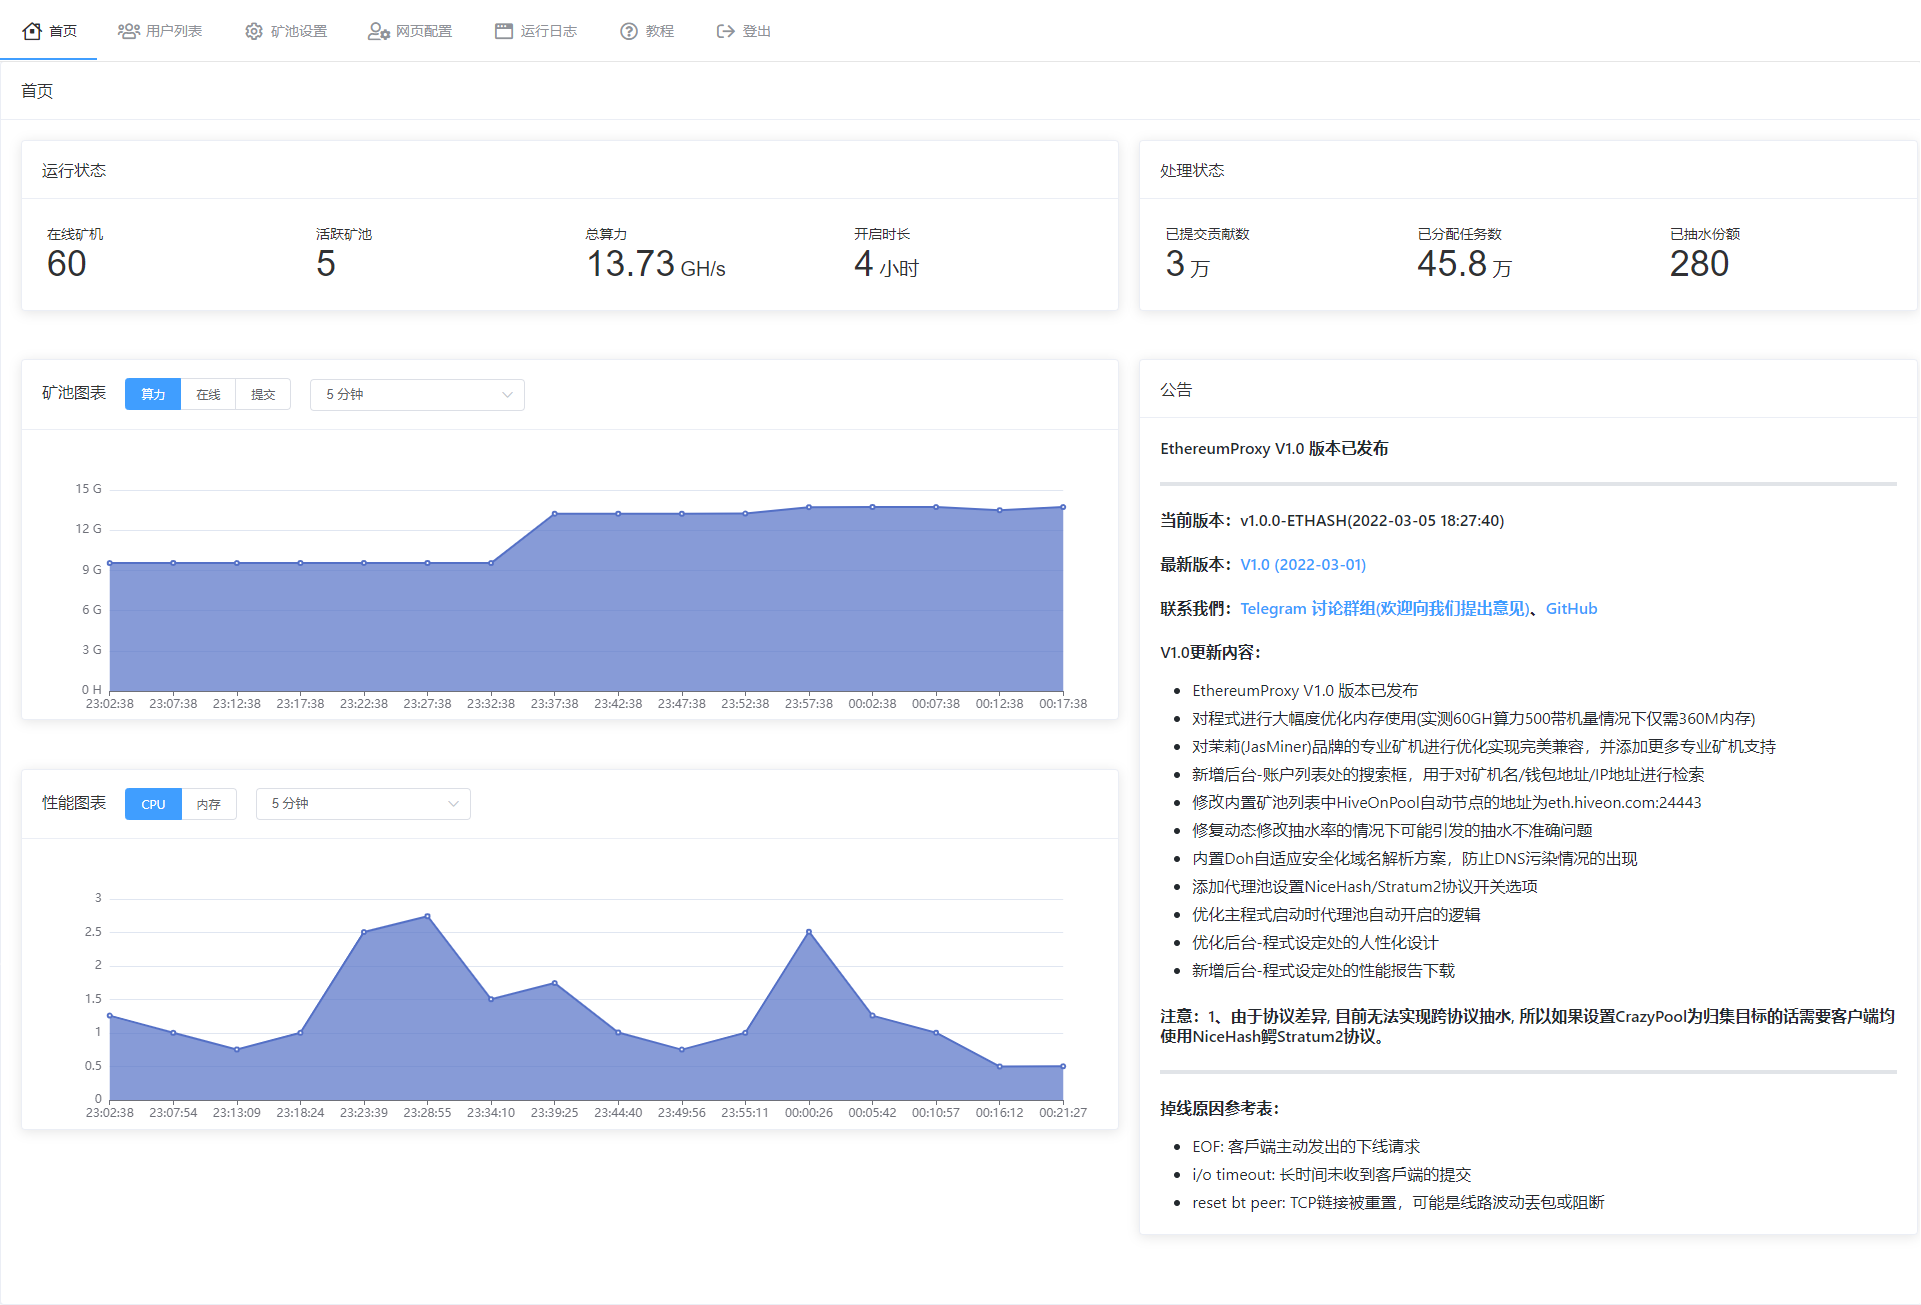 首页 用户列表 矿池设置 网页配置 运行日志 教程 登出
首页
运行状态
在线矿机 活跃矿池 总算力 开启时长
60 5 13.73 GH/s 4 小时
处理状态
已提交贡献数 已分配任务数 已抽水份额
3 万 45.8 万 280
矿池图表 算力 在线 提交 5 分钟
15 G
12 G
9 G
6 G
3 G
0 H
23:02:38 23:07:38 23:12:38 23:17:38 23:22:38 23:27:38 23:32:38 23:37:38 23:42:38 23:47:38 23:52:38 23:57:38 00:02:38 00:07:38 00:12:38 00:17:38
性能图表 CPU 内存 5 分钟
3
2.5
2
1.5
1
0.5
0
23:02:38 23:07:54 23:13:09 23:18:24 23:23:39 23:28:55 23:34:10 23:39:25 23:44:40 23:49:56 23:55:11 00:00:26 00:05:42 00:10:57 00:16:12 00:21:27
公告
EthereumProxy V1.0 版本已发布
当前版本：v1.0.0-ETHASH(2022-03-05 18:27:40)
最新版本：V1.0 (2022-03-01)
联系我們：Telegram 讨论群组(欢迎向我们提出意见)、GitHub
V1.0更新内容：
• EthereumProxy V1.0 版本已发布
• 对程式进行大幅度优化内存使用(实测60GH算力500带机量情况下仅需360M内存)
• 对茉莉(JasMiner)品牌的专业矿机进行优化实现完美兼容，并添加更多专业矿机支持
• 新增后台-账户列表处的搜索框，用于对矿机名/钱包地址/IP地址进行检索
• 修改内置矿池列表中HiveOnPool自动节点的地址为eth.hiveon.com:24443
• 修复动态修改抽水率的情况下可能引发的抽水不准确问题
• 内置Doh自适应安全化域名解析方案，防止DNS污染情况的出现
• 添加代理池设置NiceHash/Stratum2协议开关选项
• 优化主程式启动时代理池自动开启的逻辑
• 优化后台-程式设定处的人性化设计
• 新增后台-程式设定处的性能报告下载
注意：1、由于协议差异, 目前无法实现跨协议抽水, 所以如果设置CrazyPool为归集目标的话需要客户端均
使用NiceHash鳄Stratum2协议。
掉线原因参考表：
• EOF: 客戶端主动发出的下线请求
• i/o timeout: 长时间未收到客戶端的提交
• reset bt peer: TCP链接被重置，可能是线路波动丢包或阻断